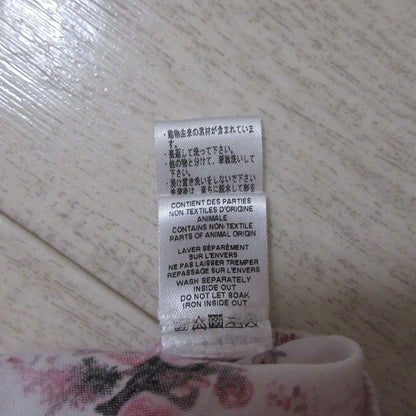 ・動物由来の素材が含まれていま
す。
・裏返して洗って下さい。
・他の物と分けて、単独洗いして
下さい。
・漬け置き洗いをしないで下さい
CONTIENT DES PARTIES
NON-TEXTILES D'ORIGINE
ANIMALE
CONTAINS NON-TEXTILE
PARTS OF ANIMAL ORIGIN
LAVER SÉPARÉMENT
SUR L'ENVERS
NE PAS LAISSER TREMPER
REPASSAGE SUR L'ENVERS
WASH SEPARATELY
INSIDE OUT
DO NOT LET SOAK
IRON INSIDE OUT